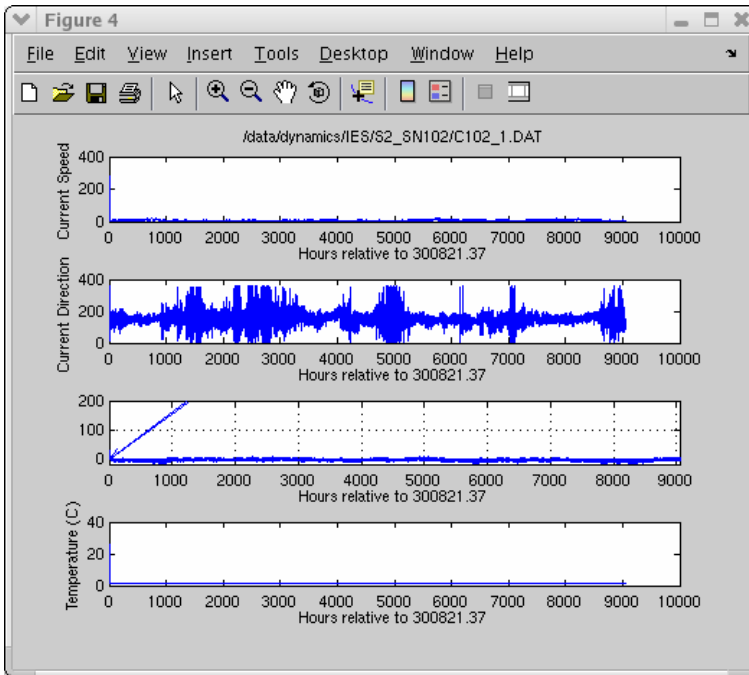 Figure 4
File Edit View Insert Tools Desktop Window Help
/data/dynamics/IES/S2_SN102/C102_1.DAT
Current Speed
400
200
0
0 1000 2000 3000 4000 5000 6000 7000 8000 9000 10000
Hours relative to 300821.37
Current Direction
400
200
0
0 1000 2000 3000 4000 5000 6000 7000 8000 9000 10000
Hours relative to 300821.37
200
100
0
0 1000 2000 3000 4000 5000 6000 7000 8000 9000
Hours relative to 300821.37
Temperature (C)
40
20
0
0 1000 2000 3000 4000 5000 6000 7000 8000 9000 10000
Hours relative to 300821.37